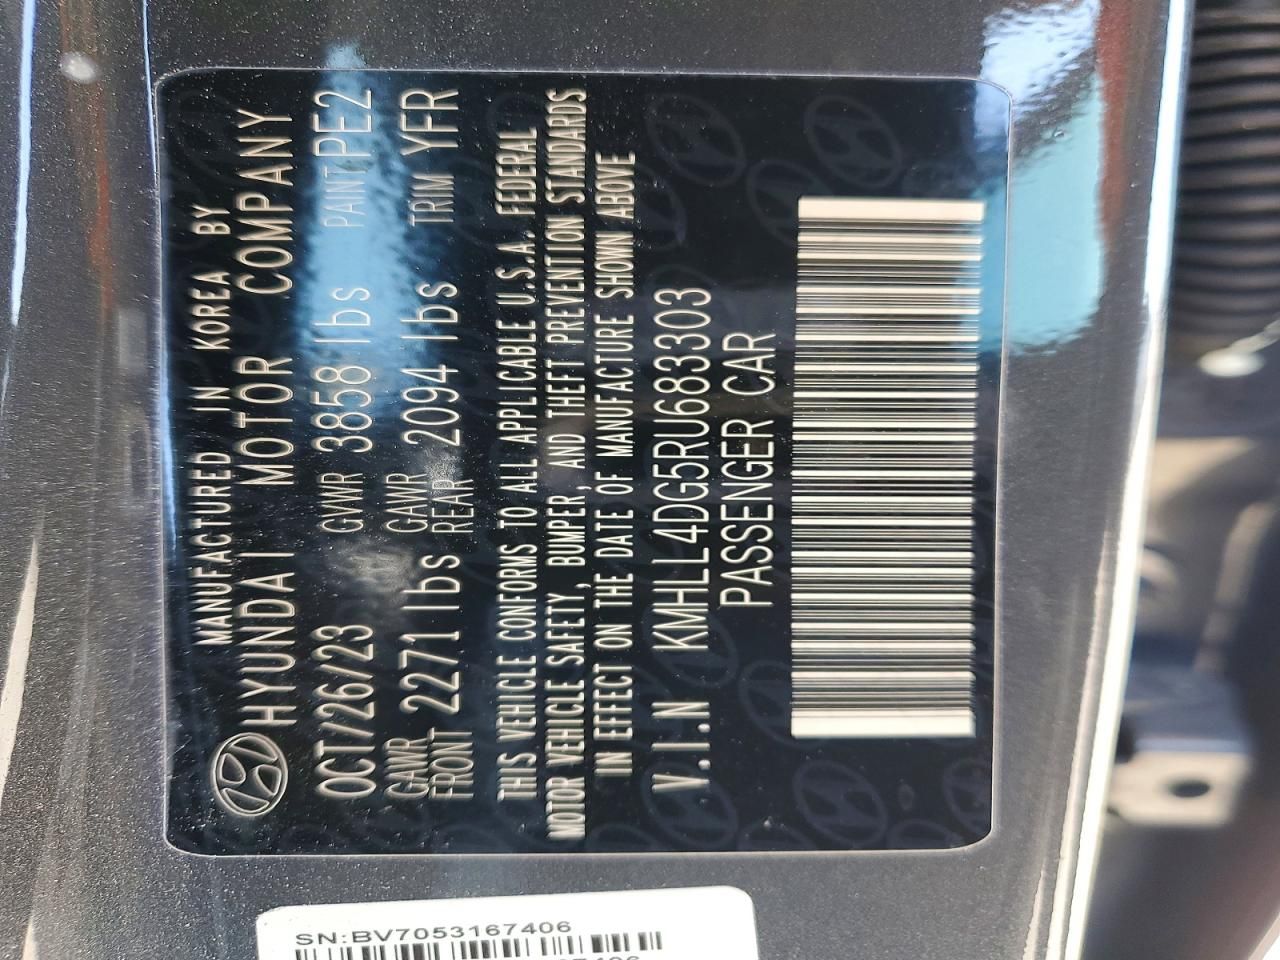 MANUFACTURED IN KOREA BY
HYUNDAI MOTOR COMPANY
OCT/26/23 GVWR 3858 lbs PAINT PE2
GAWR FRONT 2271 lbs GAWR REAR 2094 lbs TRIM YFR
THIS VEHICLE CONFORMS TO ALL APPLICABLE U.S.A. FEDERAL
MOTOR VEHICLE SAFETY, BUMPER, AND THEFT PREVENTION STANDARDS
IN EFFECT ON THE DATE OF MANUFACTURE SHOWN ABOVE
V.I.N KMHLL4DG5RU683303
PASSENGER CAR
SN:BV7053167406